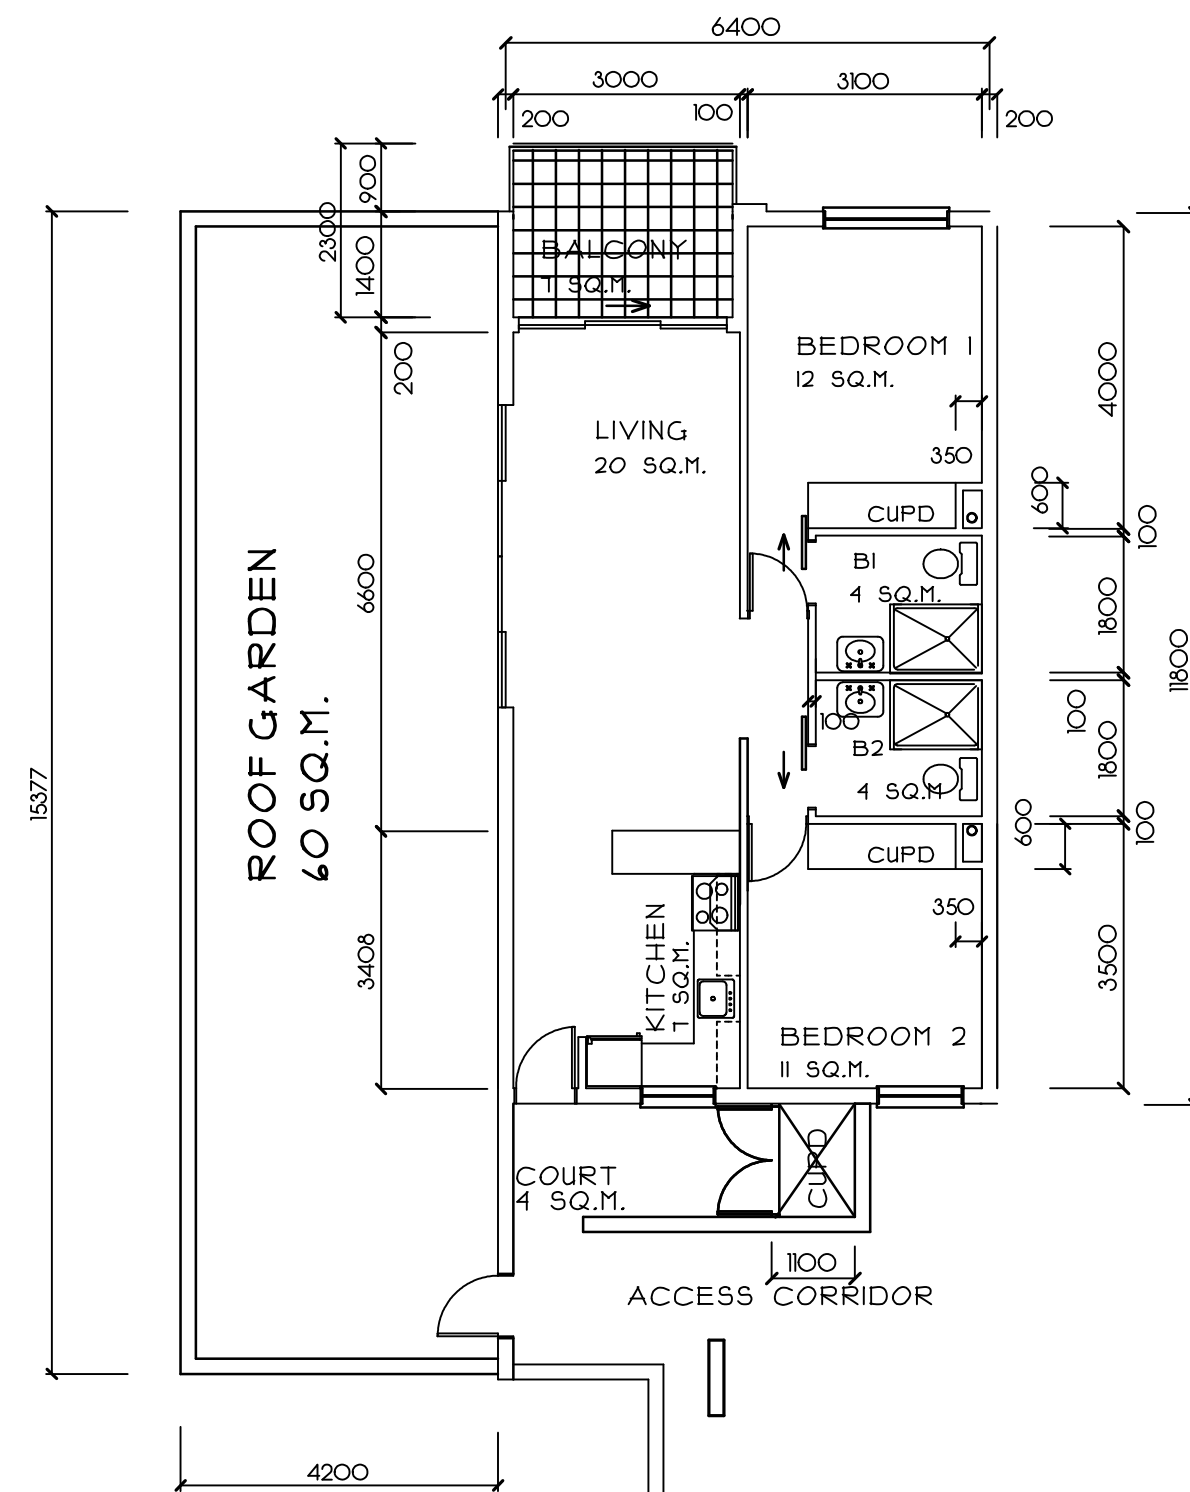 6400
3000
3100
200
100
200
900
2300
1400
200
BALCONY
7 SQ.M.
BEDROOM 1
12 SQ.M.
4000
LIVING
20 SQ.M.
350
600
CUPD
100
B1
4 SQ.M.
6600
1800
ROOF GARDEN
60 SQ.M.
11800
100
100
B2
4 SQ.M
1800
15377
600
100
CUPD
350
3408
KITCHEN
7 SQ.M.
3500
BEDROOM 2
11 SQ.M.
CUPD
COURT
4 SQ.M.
1100
ACCESS CORRIDOR
4200